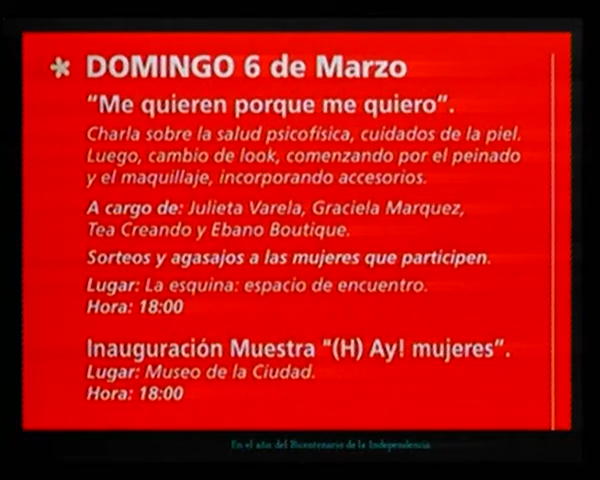 * DOMINGO 6 de Marzo
“Me quieren porque me quiero”.
Charla sobre la salud psicofísica, cuidados de la piel.
Luego, cambio de look, comenzando por el peinado
y el maquillaje, incorporando accesorios.
A cargo de: Julieta Varela, Graciela Marquez,
Tea Creando y Ebano Boutique.
Sorteos y agasajos a las mujeres que participen.
Lugar: La esquina: espacio de encuentro.
Hora: 18:00
Inauguración Muestra "(H) Ay! mujeres”.
Lugar: Museo de la Ciudad.
Hora: 18:00
En el año del Bicentenario de la Independencia